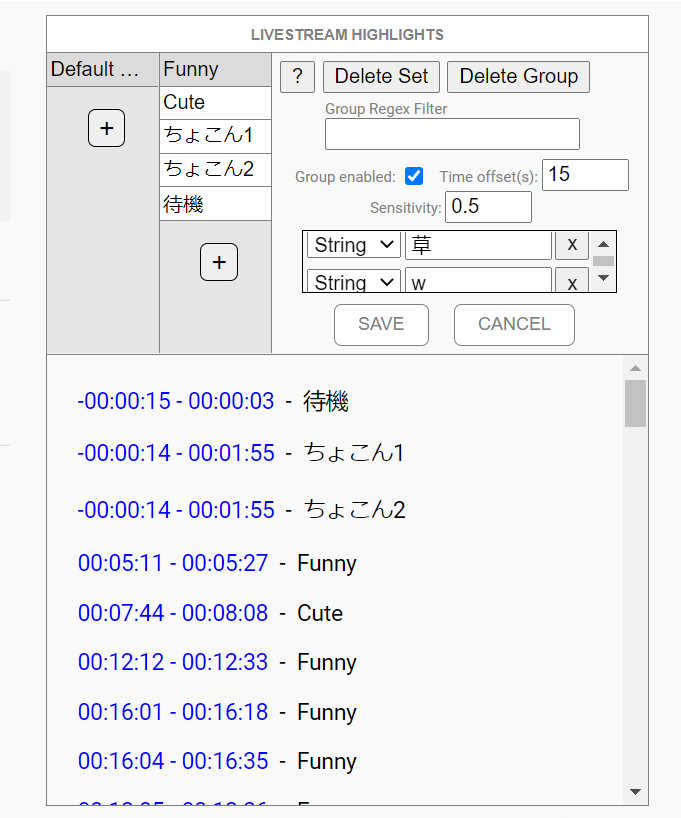 LIVESTREAM HIGHLIGHTS
Default ... Funny ? Delete Set Delete Group
Cute
ちょこん1
ちょこん2
待機
+
+
Group Regex Filter
Group enabled: Time offset(s): 15
Sensitivity: 0.5
String 草 x
String w x
SAVE CANCEL
-00:00:15 - 00:00:03 - 待機
-00:00:14 - 00:01:55 - ちょこん1
-00:00:14 - 00:01:55 - ちょこん2
00:05:11 - 00:05:27 - Funny
00:07:44 - 00:08:08 - Cute
00:12:12 - 00:12:33 - Funny
00:16:01 - 00:16:18 - Funny
00:16:04 - 00:16:35 - Funny